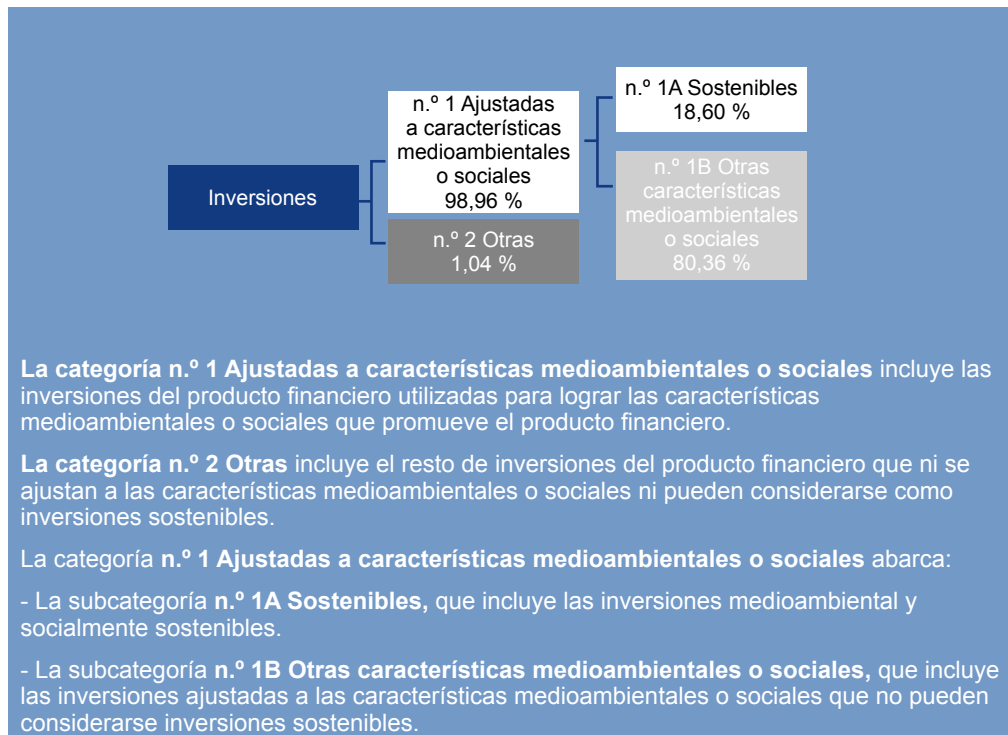 Inversiones
n.º 1 Ajustadas
a características
medioambientales
o sociales
98,96 %
n.º 2 Otras
1,04 %
n.º 1A Sostenibles
18,60 %
n.º 1B Otras
características
medioambientales
o sociales
80,36 %
La categoría n.º 1 Ajustadas a características medioambientales o sociales incluye las
inversiones del producto financiero utilizadas para lograr las características
medioambientales o sociales que promueve el producto financiero.
La categoría n.º 2 Otras incluye el resto de inversiones del producto financiero que ni se
ajustan a las características medioambientales o sociales ni pueden considerarse como
inversiones sostenibles.
La categoría n.º 1 Ajustadas a características medioambientales o sociales abarca:
- La subcategoría n.º 1A Sostenibles, que incluye las inversiones medioambiental y
socialmente sostenibles.
- La subcategoría n.º 1B Otras características medioambientales o sociales, que incluye
las inversiones ajustadas a las características medioambientales o sociales que no pueden
considerarse inversiones sostenibles.